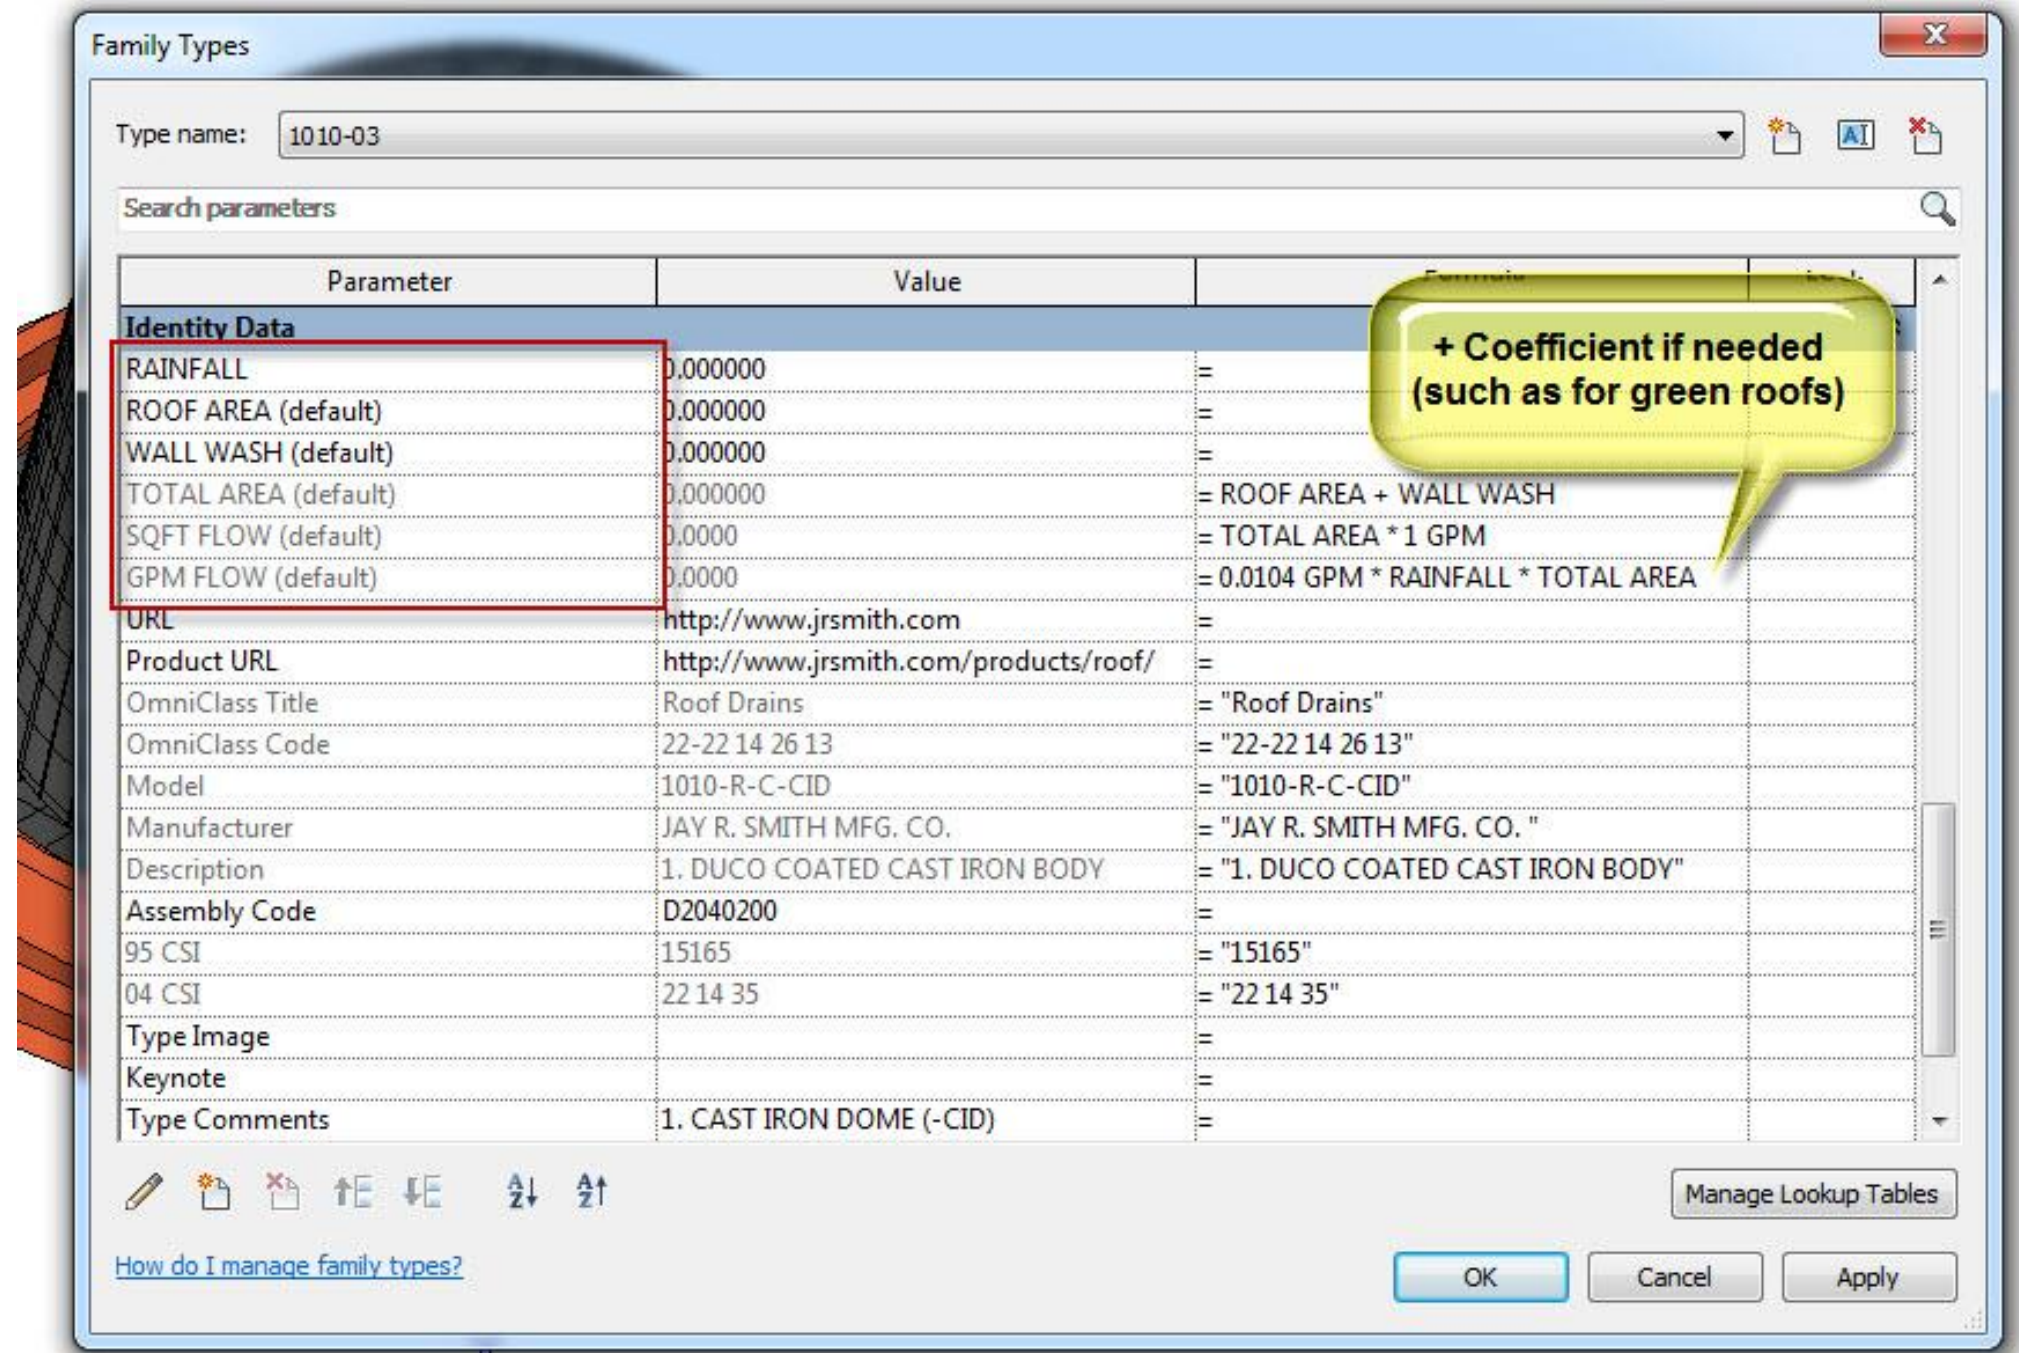 Family Types
Type name: 1010-03
Search parameters
Parameter Value
Identity Data
+ Coefficient if needed
(such as for green roofs)
RAINFALL 0.000000 =
ROOF AREA (default) 0.000000 =
WALL WASH (default) 0.000000 =
TOTAL AREA (default) 0.000000 = ROOF AREA + WALL WASH
SQFT FLOW (default) 0.0000 = TOTAL AREA * 1 GPM
GPM FLOW (default) 0.0000 = 0.0104 GPM * RAINFALL * TOTAL AREA
URL http://www.jrsmith.com =
Product URL http://www.jrsmith.com/products/roof/ =
OmniClass Title Roof Drains = "Roof Drains"
OmniClass Code 22-22 14 26 13 = "22-22 14 26 13"
Model 1010-R-C-CID = "1010-R-C-CID"
Manufacturer JAY R. SMITH MFG. CO. = "JAY R. SMITH MFG. CO. "
Description 1. DUCO COATED CAST IRON BODY = "1. DUCO COATED CAST IRON BODY"
Assembly Code D2040200 =
95 CSI 15165 = "15165"
04 CSI 22 14 35 = "22 14 35"
Type Image =
Keynote =
Type Comments 1. CAST IRON DOME (-CID) =
Manage Lookup Tables
How do I manage family types?
OK Cancel Apply